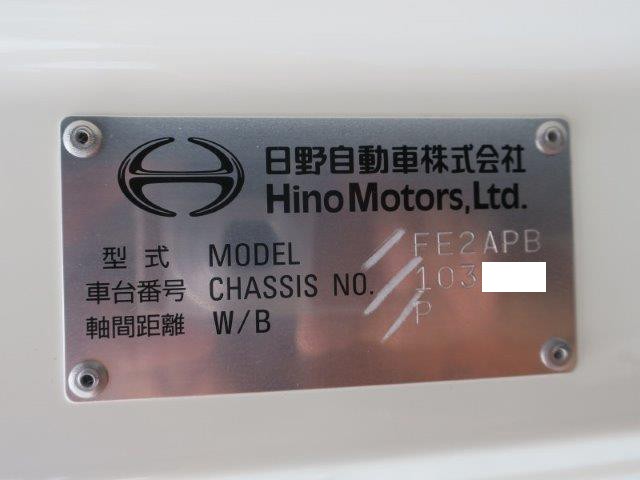 日野自動車株式会社
Hino Motors, Ltd.
型式 MODEL FE2APB
車台番号 CHASSIS NO. 103
軸間距離 W/B P